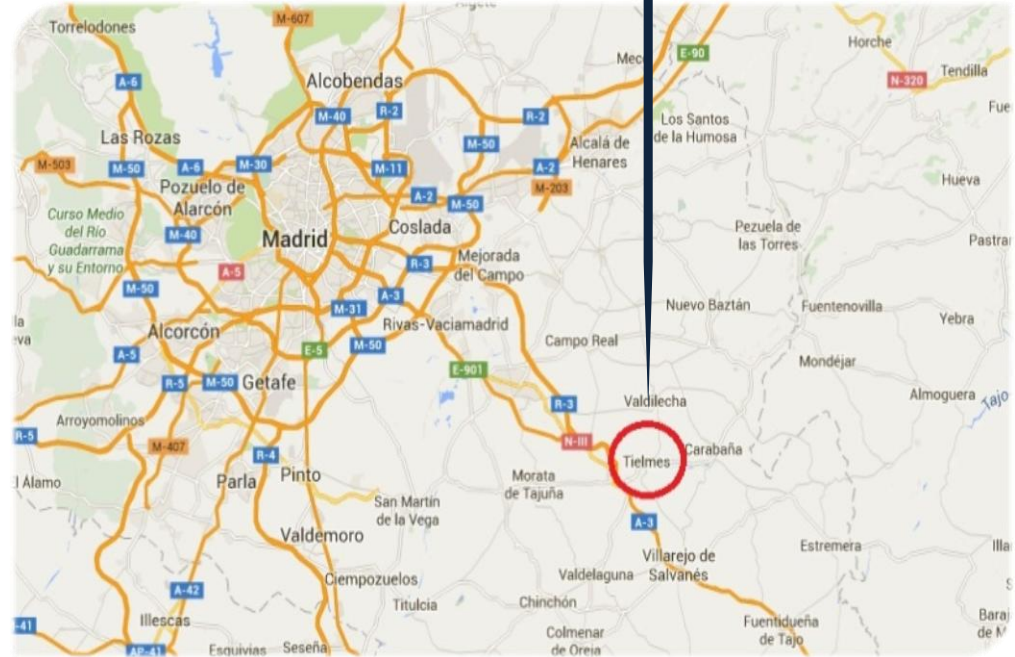 Torrelodones
M-607
E-90
Horche
N-320
Tendilla
A-6
Alcobendas
M-40
R-2
R-2
Los Santos
de la Humosa
Las Rozas
M-50
Alcalá de
Henares
M-503
M-50
A-6
M-30
M-11
A-2
M-203
Pozuelo de
Alarcón
A-2
M-50
Hueva
Curso Medio
del Río
Guadarrama
y su Entorno
M-40
Madrid
Coslada
Pezuela de
las Torres
A-5
R-3
Mejorada
del Campo
M-50
A-3
M-31
Nuevo Baztán
Fuentenovilla
Yebra
Alcorcón
Rivas-Vaciamadrid
Campo Real
A-5
E-5
M-50
Mondéjar
R-5
M-50
Getafe
E-901
Almoguera
Tajo
R-3
Valdilecha
Arroyomolinos
R-5
M-407
R-4
N-III
Tielmes
Carabaña
Parla
Pinto
Morata
de Tajuña
San Martín
de la Vega
A-3
Valdemoro
Estremera
Villarejo de
Salvanés
Valdelaguna
Ciempozuelos
A-42
Titulcia
Chinchón
Illescas
-41
Fuentidueña
de Tajo
Colmenar
de Oreja
AP-41
Esquivias
Seseña